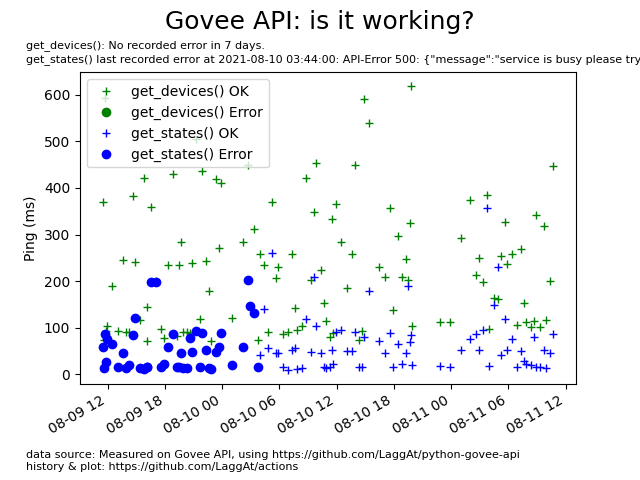 Govee API: is it working?
get_devices(): No recorded error in 7 days.
get_states() last recorded error at 2021-08-10 03:44:00: API-Error 500: {"message":"service is busy please try
get_devices() OK
get_devices() Error
get_states() OK
get_states() Error
600
500
400
300
200
100
0
Ping (ms)
08-09 12
08-09 18
08-10 00
08-10 06
08-10 12
08-10 18
08-11 00
08-11 06
08-11 12
data source: Measured on Govee API, using https://github.com/LaggAt/python-govee-api
history & plot: https://github.com/LaggAt/actions